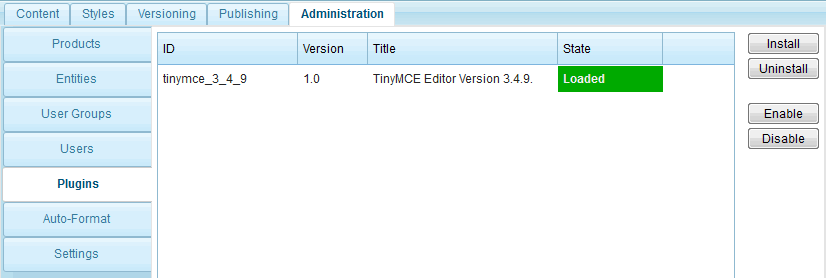 Content Styles Versioning Publishing Administration
Products
Entities
User Groups
Users
Plugins
Auto-Format
Settings
ID Version Title State
tinymce_3_4_9 1.0 TinyMCE Editor Version 3.4.9. Loaded
Install
Uninstall
Enable
Disable